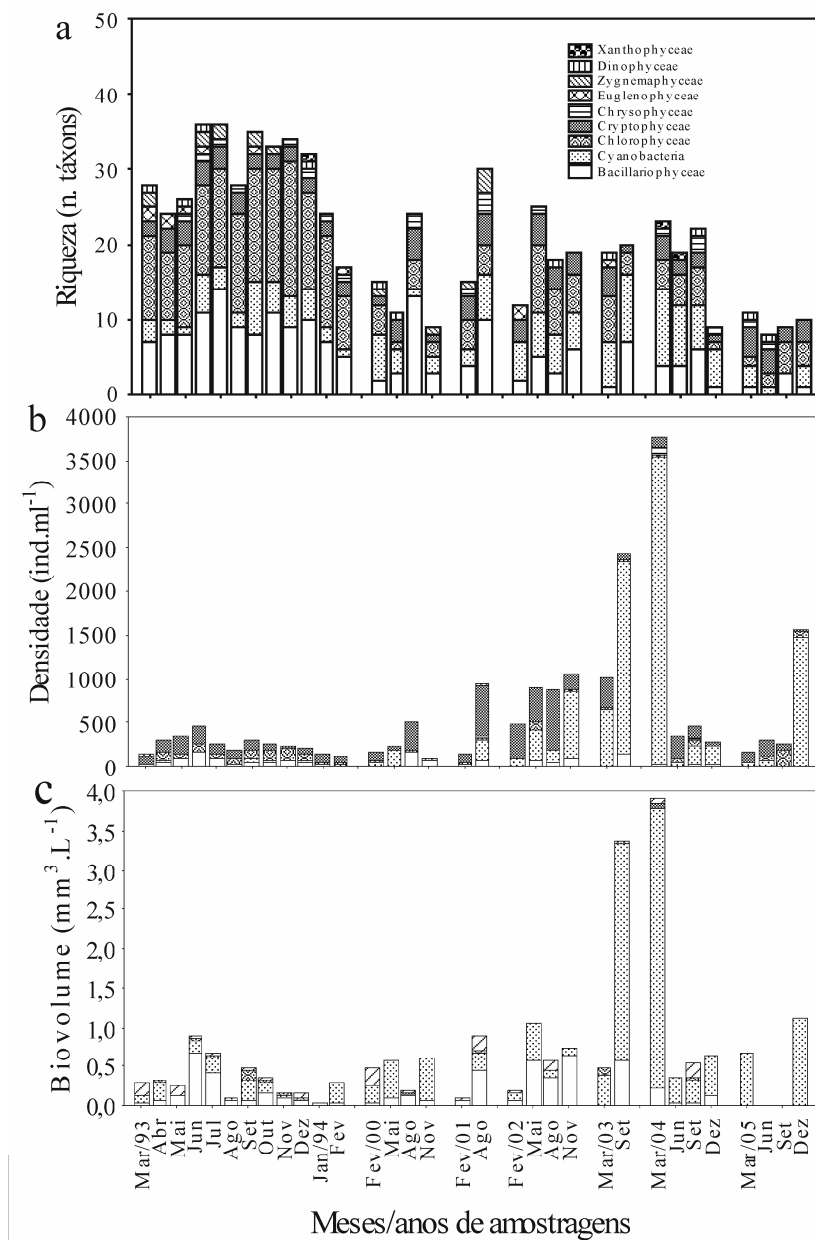 a
Riqueza (n. táxons)
50
40
30
20
10
0
Xanthophyceae
Dinophyceae
Zygnemaphyceae
Euglenophyceae
Chrysophyceae
Cryptophyceae
Chlorophyceae
Cyanobacteria
Bacillariophyceae
b
Densidade (ind.ml⁻¹)
4000
3500
3000
2500
2000
1500
1000
500
0
c
Biovolume (mm³.L⁻¹)
4,0
3,5
3,0
2,5
2,0
1,5
1,0
0,5
0,0
Mar/93
Abr
Mai
Jun
Jul
Ago
Set
Out
Nov
Dez
Jan/94
Fev
Fev/00
Mai
Ago
Nov
Fev/01
Ago
Fev/02
Mai
Ago
Nov
Mar/03
Set
Mar/04
Jun
Set
Dez
Mar/05
Jun
Set
Dez
Meses/anos de amostragens